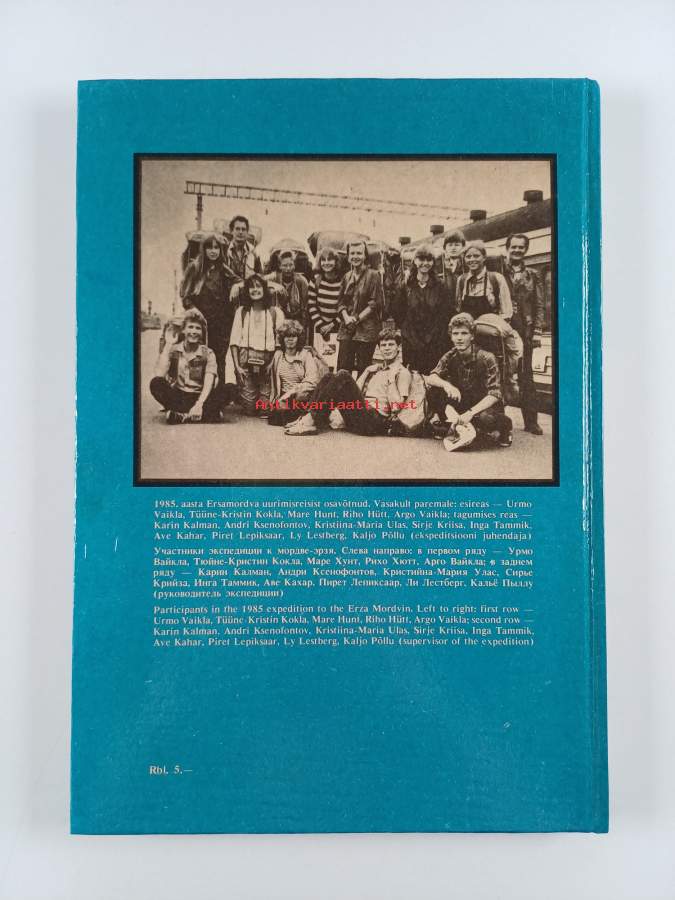 Antikvariaatti.net
1985. aasta Ersamordva uurimisreisist osavõtnud. Vasakult paremale: esireas — Urmo
Vaikla, Tüüne-Kristin Kokla, Mare Hunt, Riho Hütt, Argo Vaikla; tagumises reas —
Karin Kalman, Andri Ksenofontov, Kristiina-Maria Ulas, Sirje Kriisa, Inga Tammik,
Ave Kahar, Piret Lepiksaar, Ly Lestberg, Kaljo Põllu (ekspeditsiooni juhendaja)
Участники экспедиции к мордве-эрзя. Слева направо: в первом ряду — Урмо
Вайкла, Тюйне-Кристин Кокла, Маре Хунт, Рихо Хютт, Арго Вайкла; в заднем
ряду — Карин Калман, Андри Ксенофонтов, Кристийна-Мария Улас, Сирье
Крийза, Инга Таммик, Аве Кахар, Пирет Лепиксаар, Ли Лестберг, Кальё Пыллу
(руководитель экспедиции)
Participants in the 1985 expedition to the Erza Mordvin. Left to right: first row —
Urmo Vaikla, Tüüne-Kristin Kokla, Mare Hunt, Riho Hütt, Argo Vaikla; second row —
Karin Kalman, Andri Ksenofontov, Kristiina-Maria Ulas, Sirje Kriisa, Inga Tammik,
Ave Kahar, Piret Lepiksaar, Ly Lestberg, Kaljo Põllu (supervisor of the expedition)
Rbl. 5.—